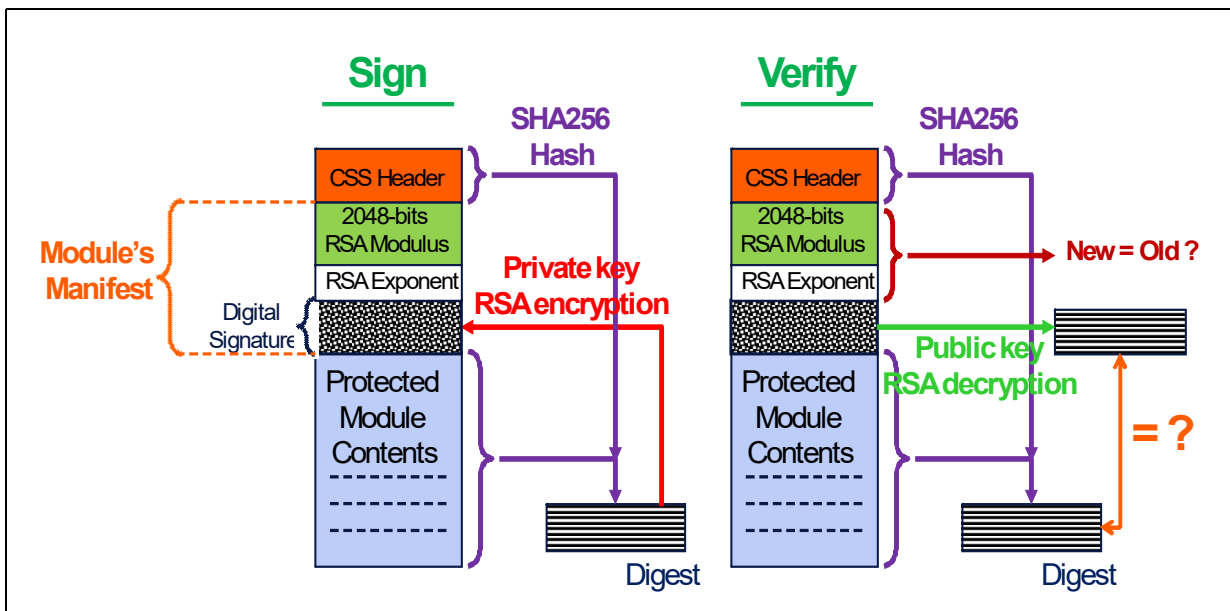 Sign
SHA256
Hash
CSS Header
2048-bits
RSA Modulus
RSA Exponent
Module's
Manifest
Digital
Signature
Private key
RSA encryption
Protected
Module
Contents
Digest
Verify
SHA256
Hash
CSS Header
2048-bits
RSA Modulus
RSA Exponent
New = Old ?
Public key
RSA decryption
Protected
Module
Contents
= ?
Digest